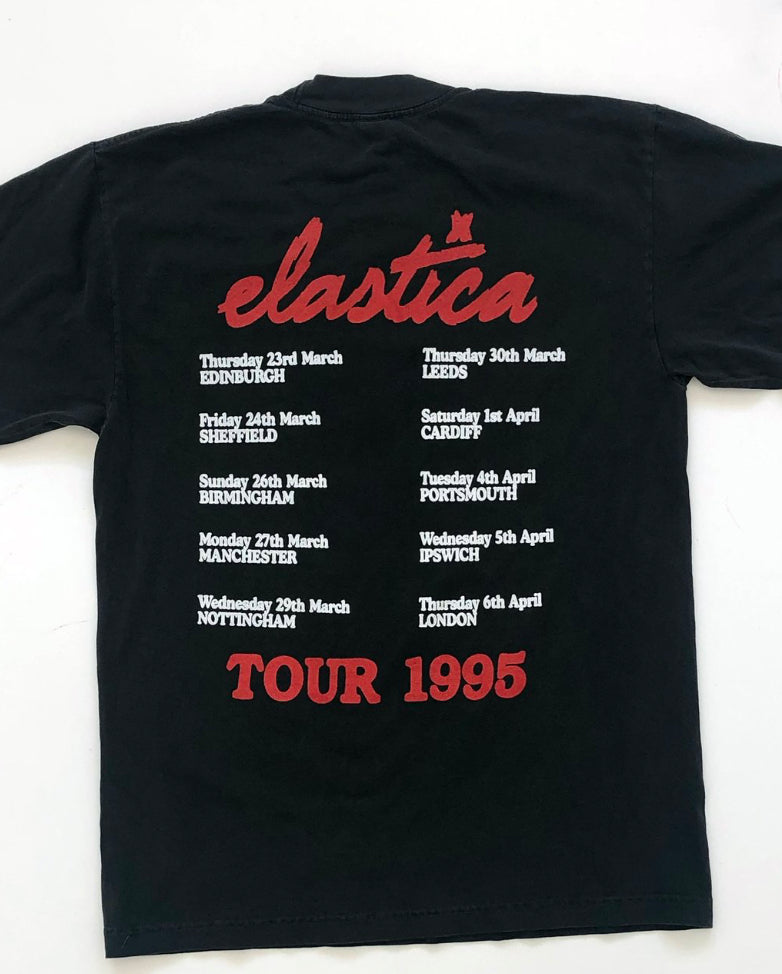 elastica
Thursday 23rd March
EDINBURGH
Friday 24th March
SHEFFIELD
Sunday 26th March
BIRMINGHAM
Monday 27th March
MANCHESTER
Wednesday 29th March
NOTTINGHAM
Thursday 30th March
LEEDS
Saturday 1st April
CARDIFF
Tuesday 4th April
PORTSMOUTH
Wednesday 5th April
IPSWICH
Thursday 6th April
LONDON
TOUR 1995